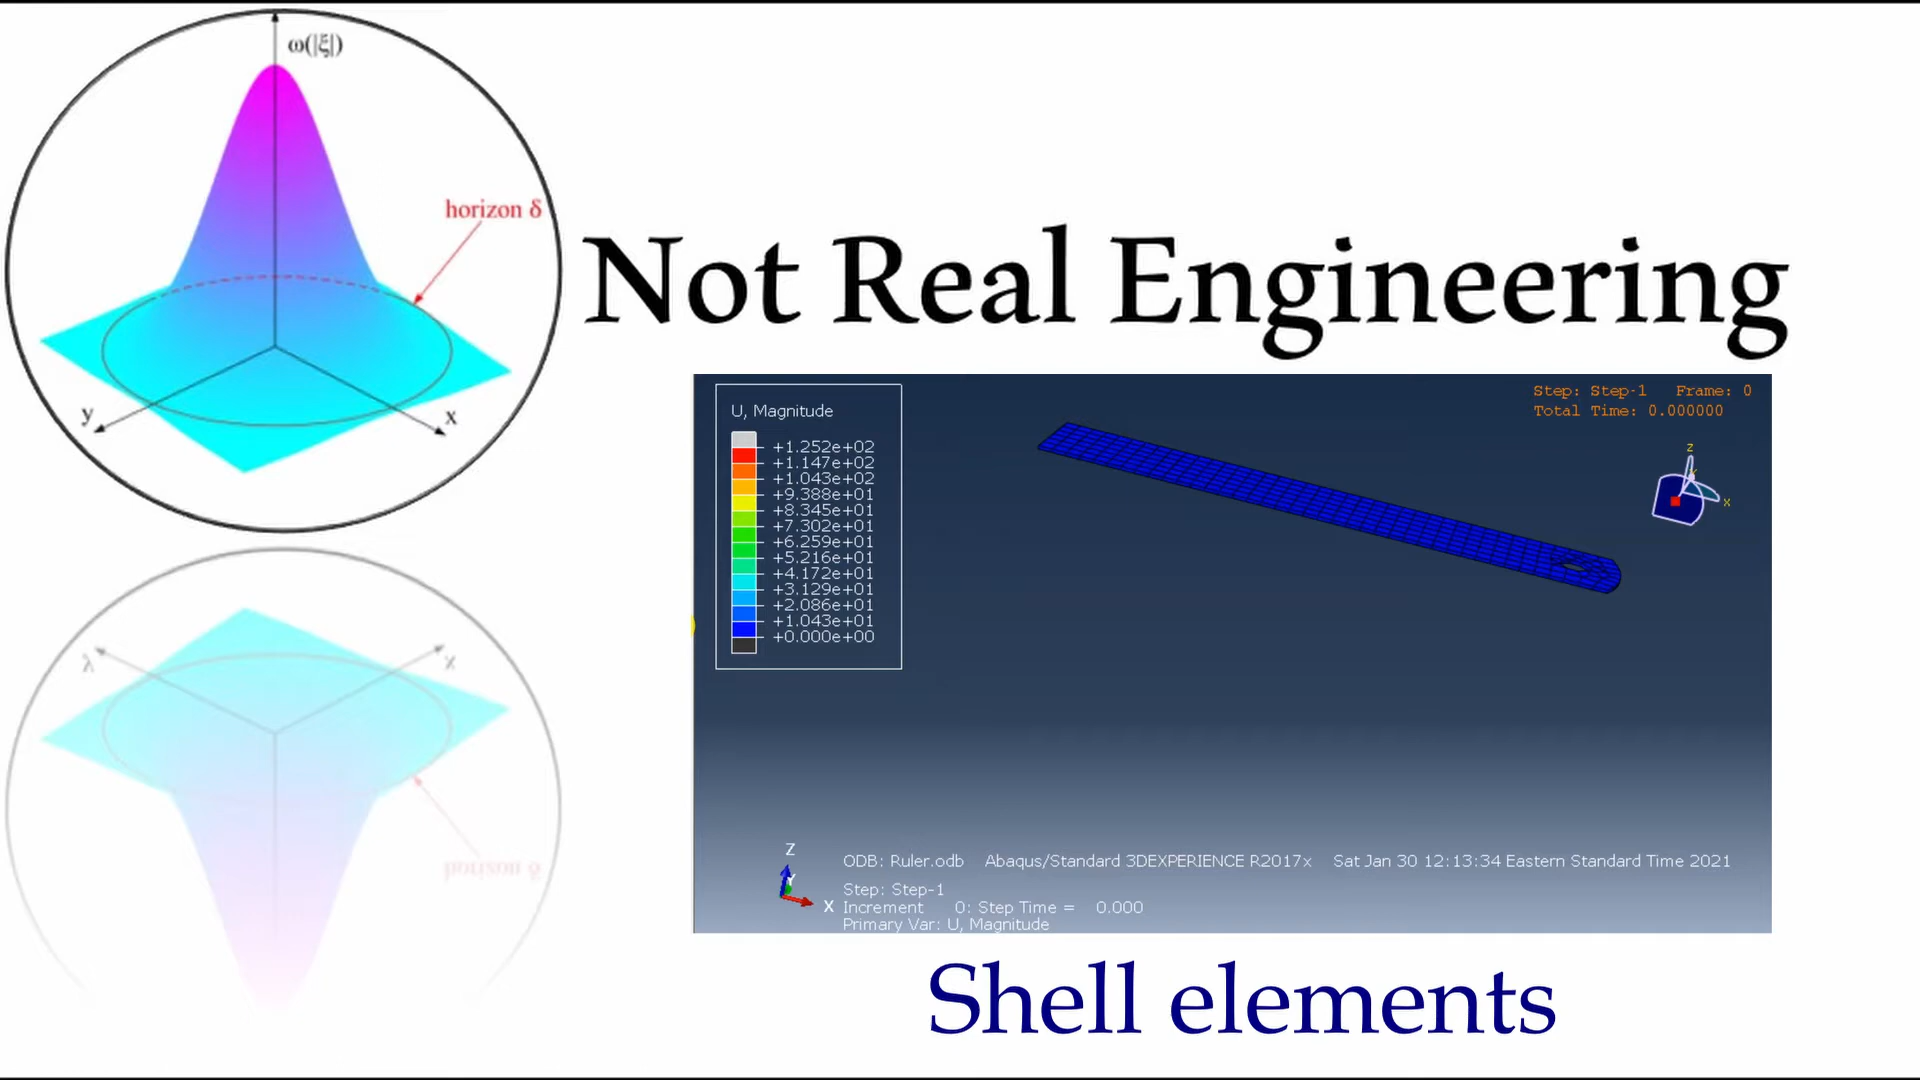 ω(|ξ|)
horizon δ
y
x
Not Real Engineering
U, Magnitude
+1.252e+02
+1.147e+02
+1.043e+02
+9.388e+01
+8.345e+01
+7.302e+01
+6.259e+01
+5.216e+01
+4.172e+01
+3.129e+01
+2.086e+01
+1.043e+01
+0.000e+00
Step: Step-1 Frame: 0
Total Time: 0.000000
Z
X
Z
Y
X
ODB: Ruler.odb Abaqus/Standard 3DEXPERIENCE R2017x Sat Jan 30 12:13:34 Eastern Standard Time 2021
Step: Step-1
Increment 0: Step Time = 0.000
Primary Var: U, Magnitude
Shell elements